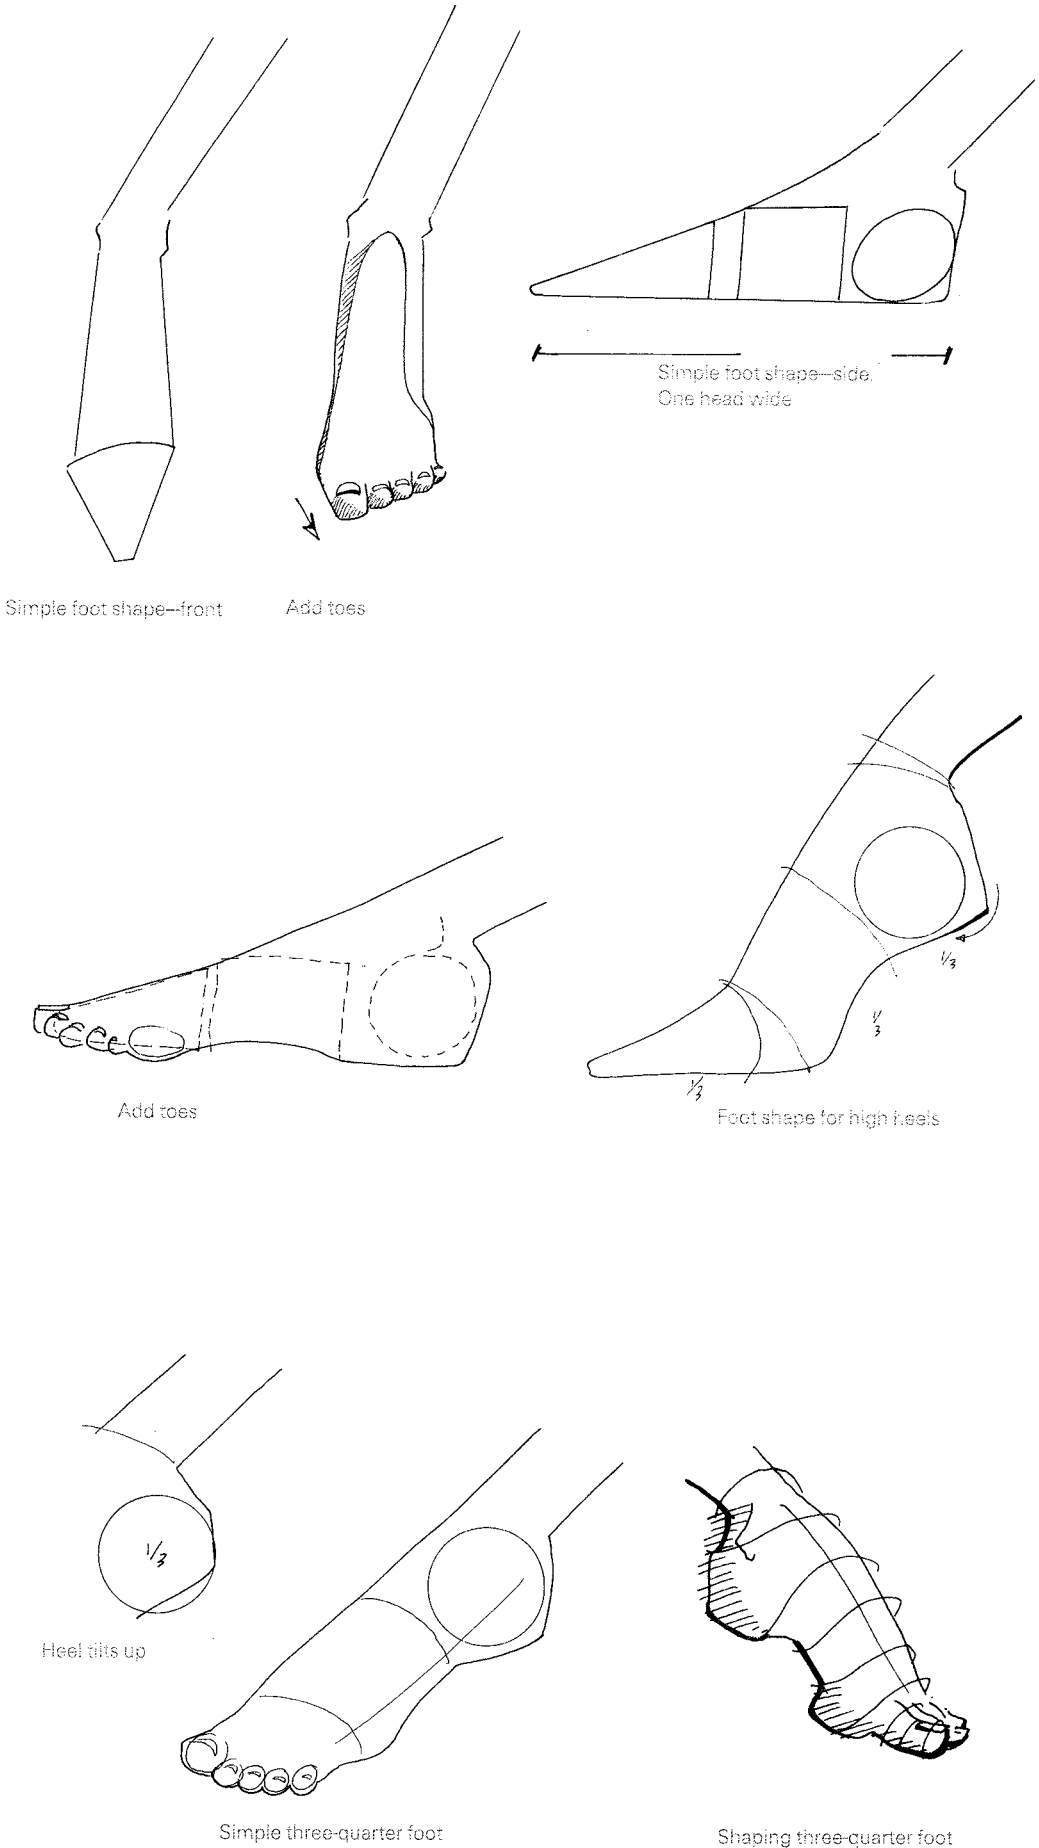 Simple foot shape—side.
One head wide
Simple foot shape—front
Add toes
1/3
1/3
1/3
Add toes
Foot shape for high heels
1/3
Heel tilts up
Simple three-quarter foot
Shaping three-quarter foot